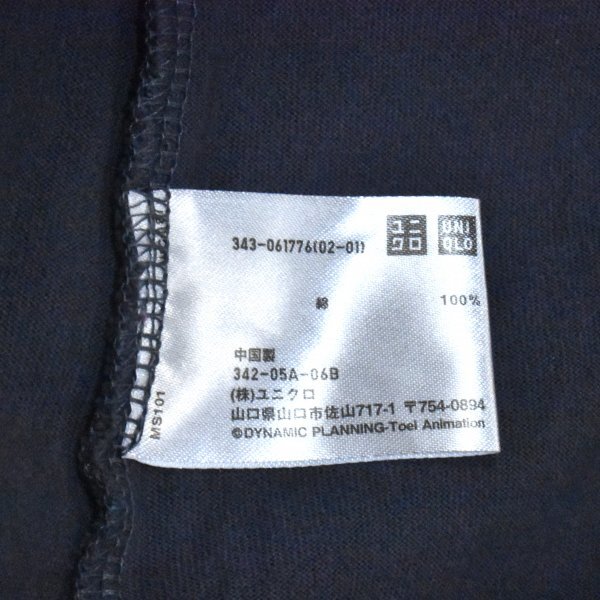 343-061776(02-01)
ユニ
クロ
UNI
QLO
綿 100%
中国製
342-05A-06B
(株)ユニクロ
山口県山口市佐山717-1 〒754-0894
©DYNAMIC PLANNING-Toei Animation
MS101